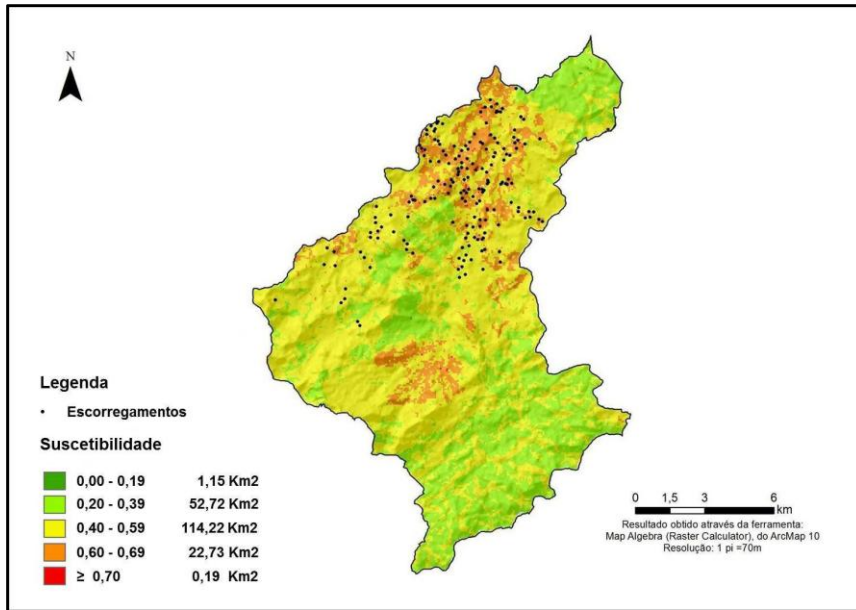 N
Legenda
• Escorregamentos
Suscetibilidade
0,00 - 0,19 1,15 Km2
0,20 - 0,39 52,72 Km2
0,40 - 0,59 114,22 Km2
0,60 - 0,69 22,73 Km2
≥ 0,70 0,19 Km2
0 1,5 3 6
km
Resultado obtido através da ferramenta:
Map Algebra (Raster Calculator), do ArcMap 10
Resolução: 1 pi =70m